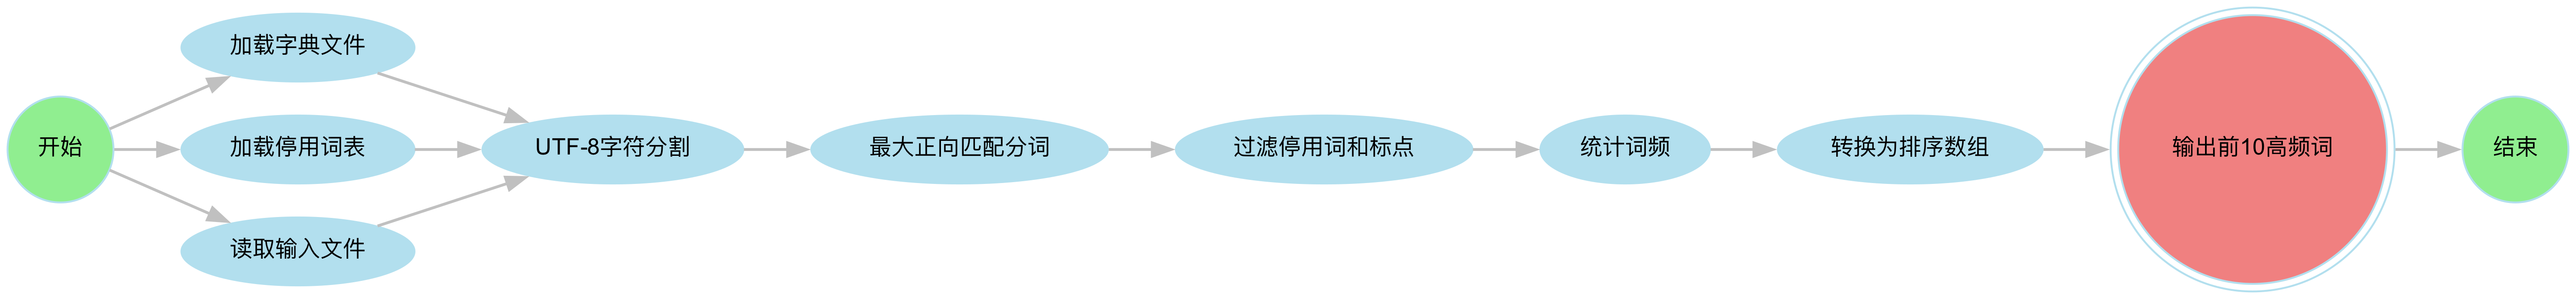 开始
加载字典文件
加载停用词表
读取输入文件
UTF-8字符分割
最大正向匹配分词
过滤停用词和标点
统计词频
转换为排序数组
输出前10高频词
结束